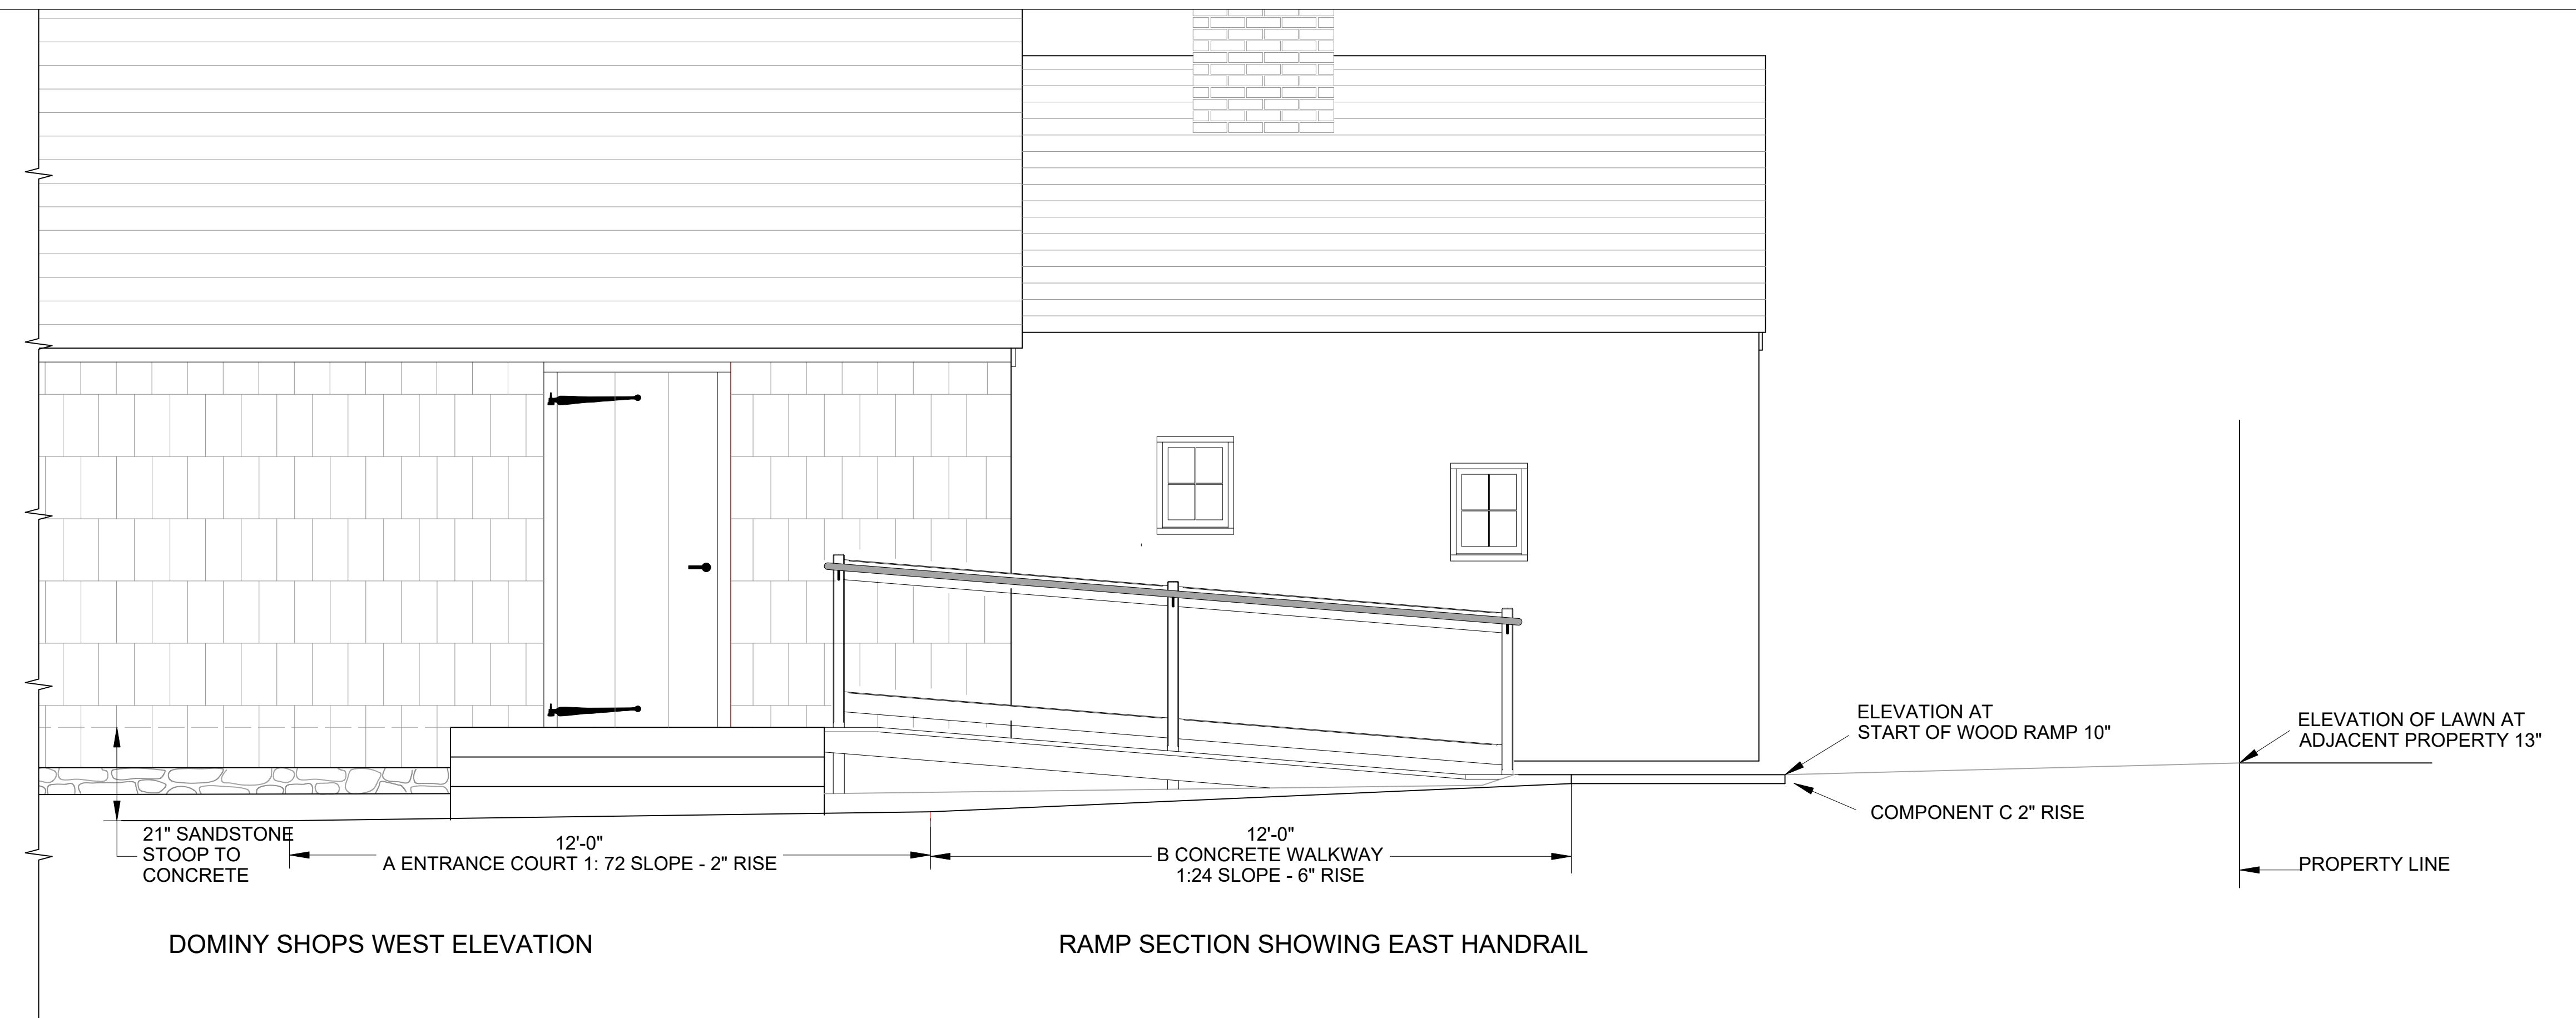 ELEVATION AT
START OF WOOD RAMP 10"
ELEVATION OF LAWN AT
ADJACENT PROPERTY 13"
COMPONENT C 2" RISE
21" SANDSTONE
STOOP TO
CONCRETE
12'-0"
A ENTRANCE COURT 1: 72 SLOPE - 2" RISE
12'-0"
B CONCRETE WALKWAY
1:24 SLOPE - 6" RISE
PROPERTY LINE
DOMINY SHOPS WEST ELEVATION
RAMP SECTION SHOWING EAST HANDRAIL